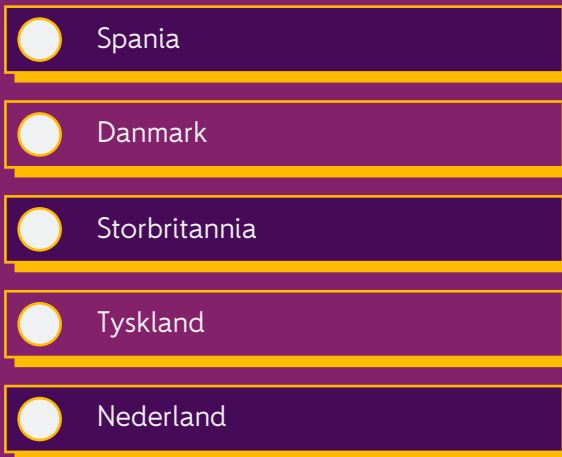 Spania
Danmark
Storbritannia
Tyskland
Nederland